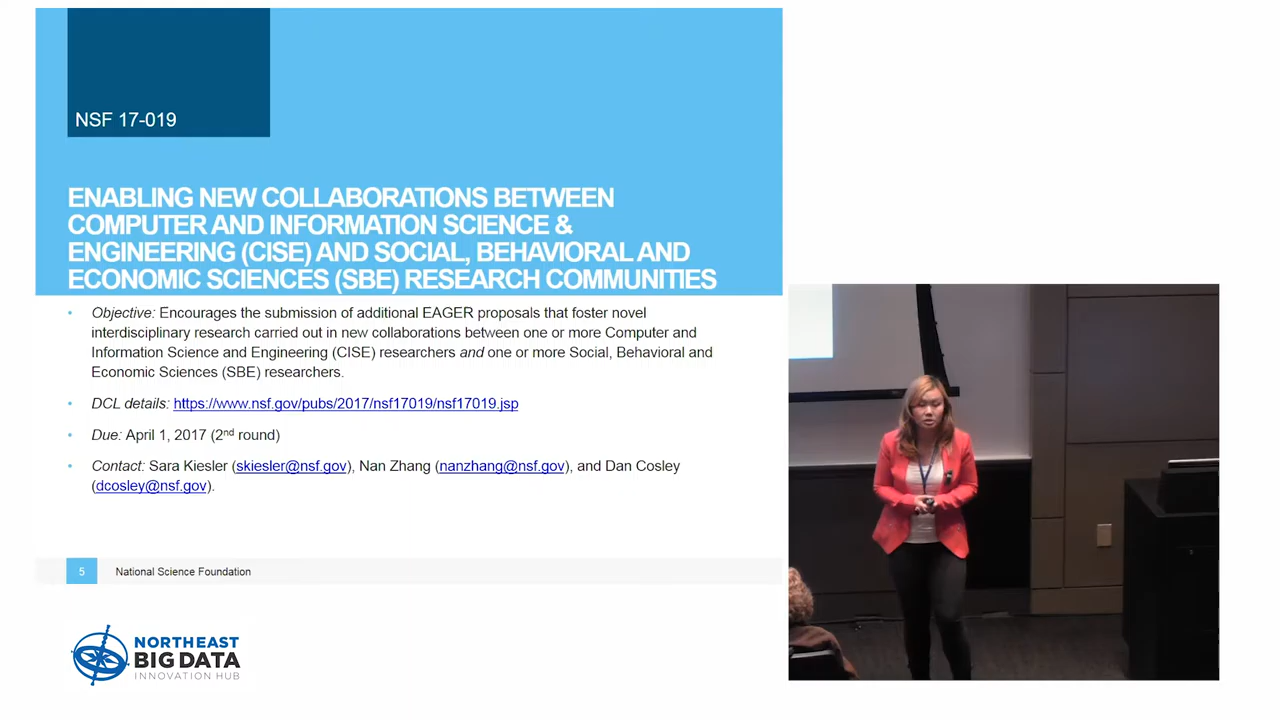 NSF 17-019
ENABLING NEW COLLABORATIONS BETWEEN
COMPUTER AND INFORMATION SCIENCE &
ENGINEERING (CISE) AND SOCIAL, BEHAVIORAL AND
ECONOMIC SCIENCES (SBE) RESEARCH COMMUNITIES
• Objective: Encourages the submission of additional EAGER proposals that foster novel
interdisciplinary research carried out in new collaborations between one or more Computer and
Information Science and Engineering (CISE) researchers and one or more Social, Behavioral and
Economic Sciences (SBE) researchers.
• DCL details: https://www.nsf.gov/pubs/2017/nsf17019/nsf17019.jsp
• Due: April 1, 2017 (2nd round)
• Contact: Sara Kiesler (skiesler@nsf.gov), Nan Zhang (nanzhang@nsf.gov), and Dan Cosley
(dcosley@nsf.gov).
5 National Science Foundation
NORTHEAST
BIG DATA
INNOVATION HUB